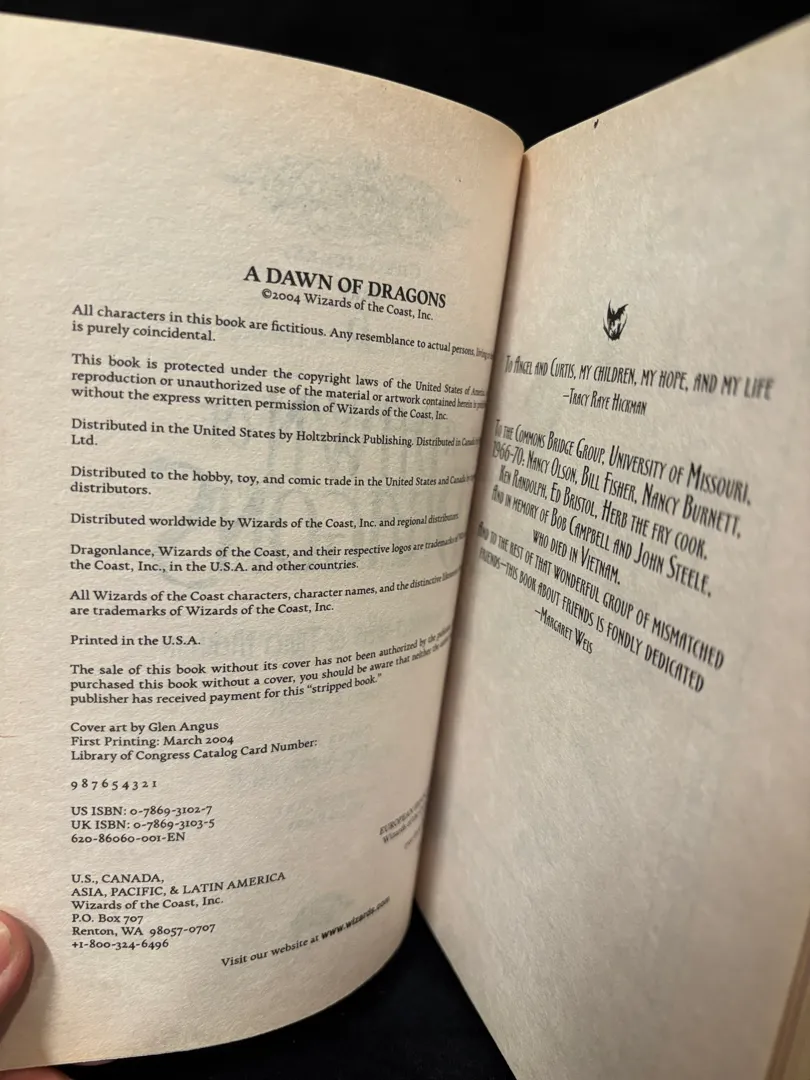 A DAWN OF DRAGONS
©2004 Wizards of the Coast, Inc.
All characters in this book are fictitious. Any resemblance to actual persons,
is purely coincidental.
This book is protected under the copyright laws of the United States of
reproduction or unauthorized use of the material or artwork contained herein is
without the express written permission of Wizards of the Coast, Inc.
Distributed in the United States by Holtzbrinck Publishing. Distributed in
Ltd.
Distributed to the hobby, toy, and comic trade in the United States and Canada
distributors.
Distributed worldwide by Wizards of the Coast, Inc. and regional distributors
Dragonlance, Wizards of the Coast, and their respective logos are trademarks of
the Coast, Inc., in the U.S.A. and other countries.
All Wizards of the Coast characters, character names, and the distinctive
are trademarks of Wizards of the Coast, Inc.
Printed in the U.S.A.
The sale of this book without its cover has not been authorized by the
purchased this book without a cover, you should be aware that neither the
publisher has received payment for this "stripped book."
Cover art by Glen Angus
First Printing: March 2004
Library of Congress Catalog Card Number:
9 8 7 6 5 4 3 2 1
US ISBN: 0-7869-3102-7
UK ISBN: 0-7869-3103-5
620-86060-001-EN
U.S., CANADA,
ASIA, PACIFIC, & LATIN AMERICA
Wizards of the Coast, Inc.
P.O. Box 707
Renton, WA 98057-0707
+1-800-324-6496
EUROPEAN
Wizards of the
Visit our website at www.wizards.com
To Angel and Curtis, my children, my hope, and my life
–Tracy Raye Hickman
To the Commons Bridge Group, University of Missouri,
1966-70. Nancy Olson, Bill Fisher, Nancy Burnett,
Ken Randolph, Ed Bristol, Herb the fry cook.
And in memory of Bob Campbell and John Steele,
who died in Vietnam.
And to the rest of that wonderful group of mismatched
friends–this book about friends is fondly dedicated
–Margaret Weis